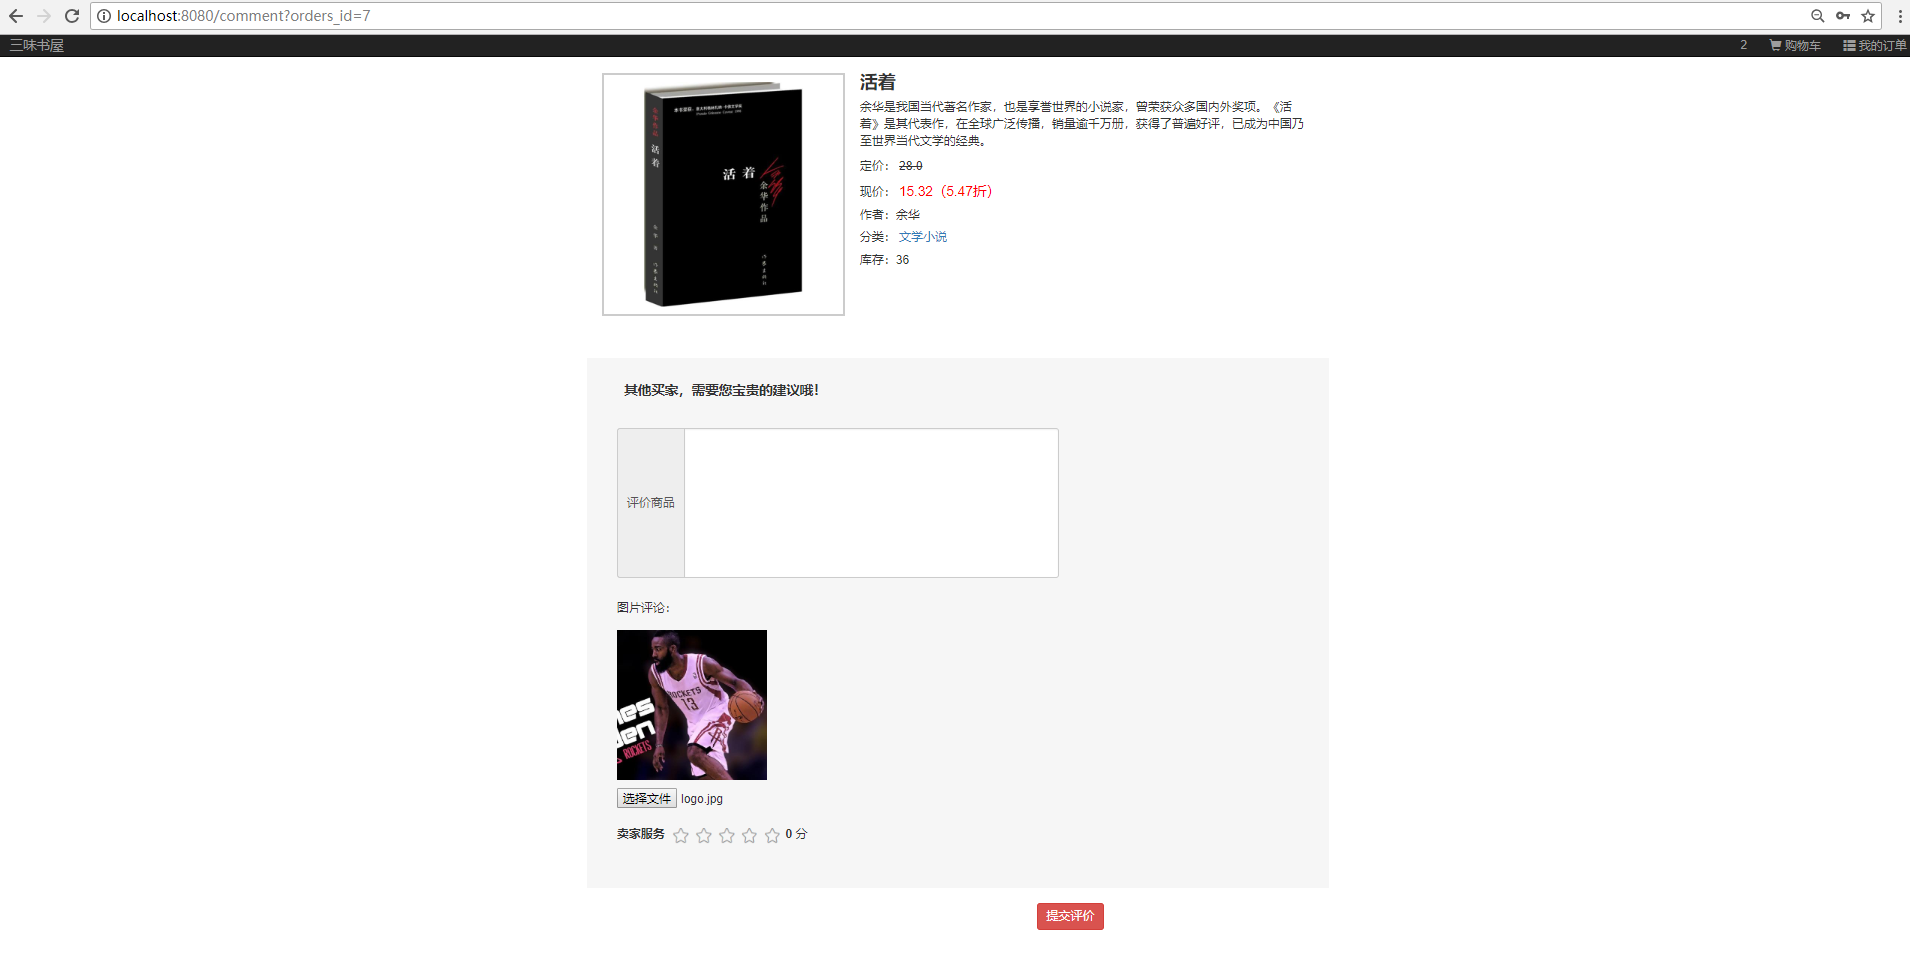 localhost:8080/comment?orders_id=7
三味书屋
2
购物车
我的订单
活着
余华是我国当代著名作家，也是享誉世界的小说家，曾荣获众多国内外奖项。《活
着》是其代表作，在全球广泛传播，销量逾千万册，获得了普遍好评，已成为中国乃
至世界当代文学的经典。
定价： 28.0
现价： 15.32（5.47折）
作者：余华
分类： 文学小说
库存：36
余华作品
活着
活着
余华作品
其他买家，需要您宝贵的建议哦！
评价商品
图片评论：
ROCKETS
13
ROCKETS
选择文件 logo.jpg
卖家服务 0 分
提交评价